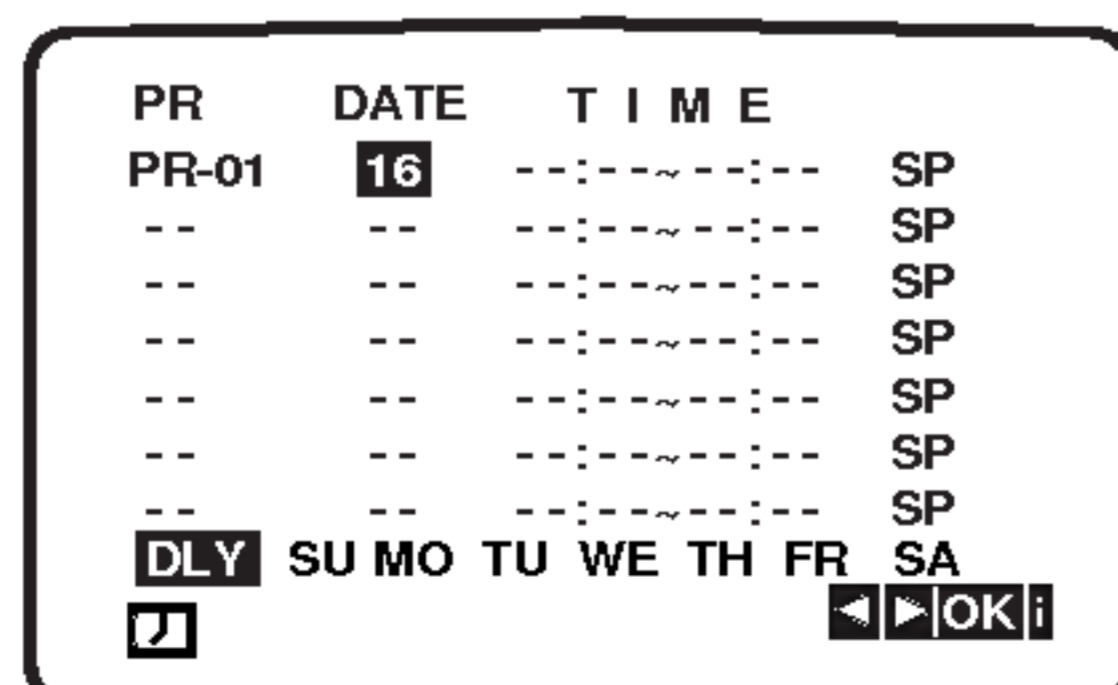 PR DATE T I M E
PR-01 16 --:--~--:-- SP
-- -- --:--~--:-- SP
-- -- --:--~--:-- SP
-- -- --:--~--:-- SP
-- -- --:--~--:-- SP
-- -- --:--~--:-- SP
-- -- --:--~--:-- SP
DLY SU MO TU WE TH FR SA
◄ ► OK i